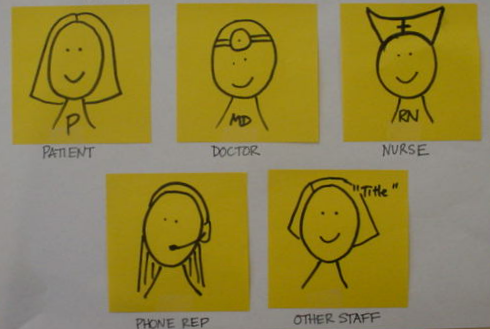 P
MD
RN
PATIENT
DOCTOR
NURSE
"Title"
PHONE REP
OTHER STAFF